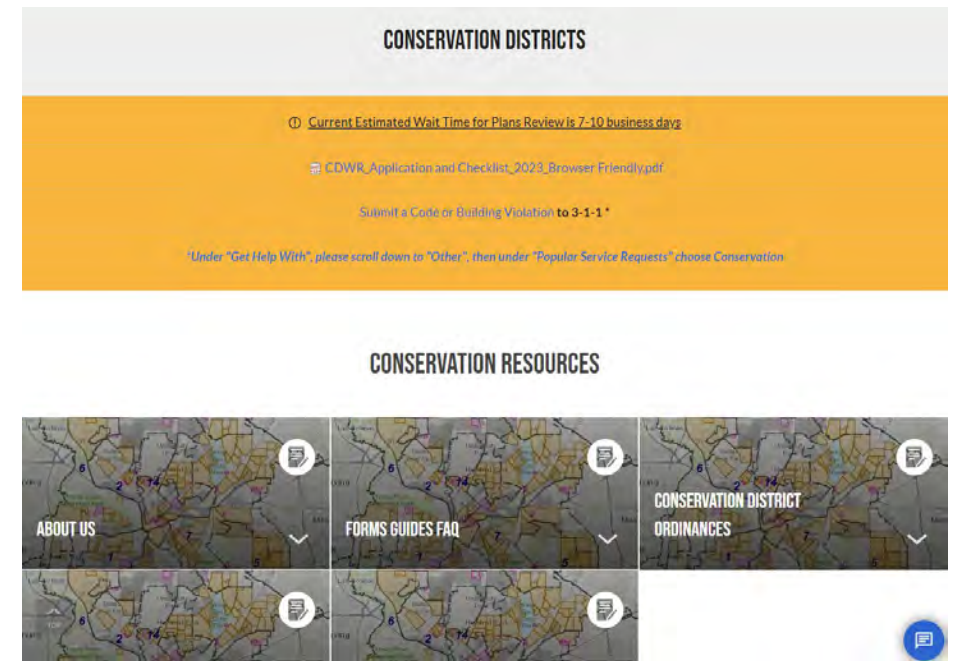 CONSERVATION DISTRICTS
Current Estimated Wait Time for Plans Review is 7-10 business days
CDWR_Application and Checklist_2023_Browser Friendly.pdf
Submit a Code or Building Violation to 3-1-1 *
*Under "Get Help With", please scroll down to "Other", then under "Popular Service Requests" choose Conservation
CONSERVATION RESOURCES
ABOUT US
FORMS GUIDES FAQ
CONSERVATION DISTRICT
ORDINANCES
TOP